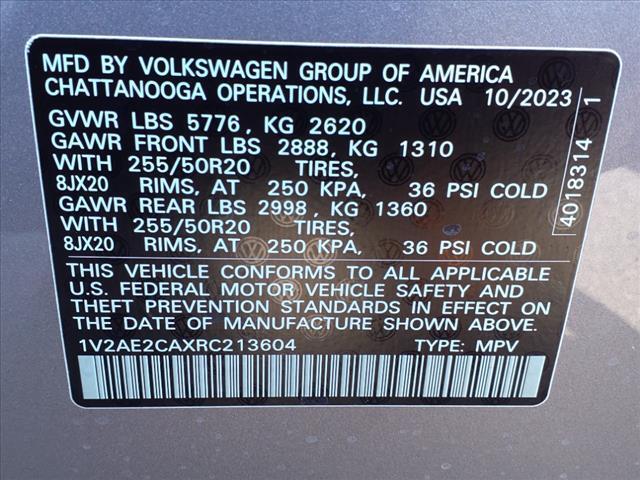 MFD BY VOLKSWAGEN GROUP OF AMERICA
CHATTANOOGA OPERATIONS, LLC. USA 10/2023
GVWR LBS 5776, KG 2620
GAWR FRONT LBS 2888, KG 1310
WITH 255/50R20 TIRES,
8JX20 RIMS, AT 250 KPA, 36 PSI COLD
GAWR REAR LBS 2998, KG 1360
WITH 255/50R20 TIRES,
8JX20 RIMS, AT 250 KPA, 36 PSI COLD
THIS VEHICLE CONFORMS TO ALL APPLICABLE
U.S. FEDERAL MOTOR VEHICLE SAFETY AND
THEFT PREVENTION STANDARDS IN EFFECT ON
THE DATE OF MANUFACTURE SHOWN ABOVE.
1V2AE2CAXRC213604 TYPE: MPV
4018314 1